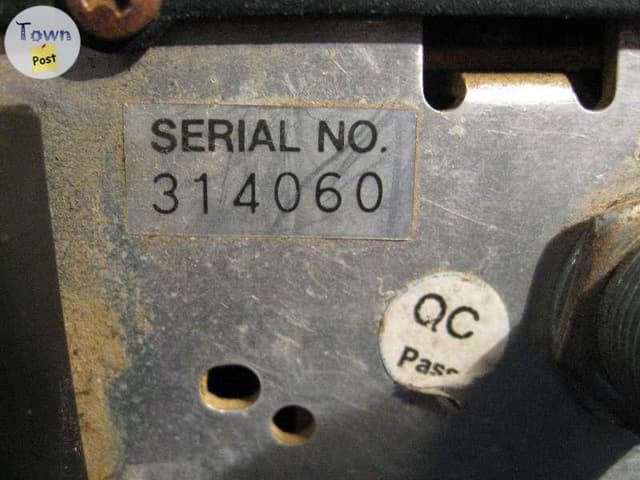 Town
Post
SERIAL NO.
314060
QC
Pass